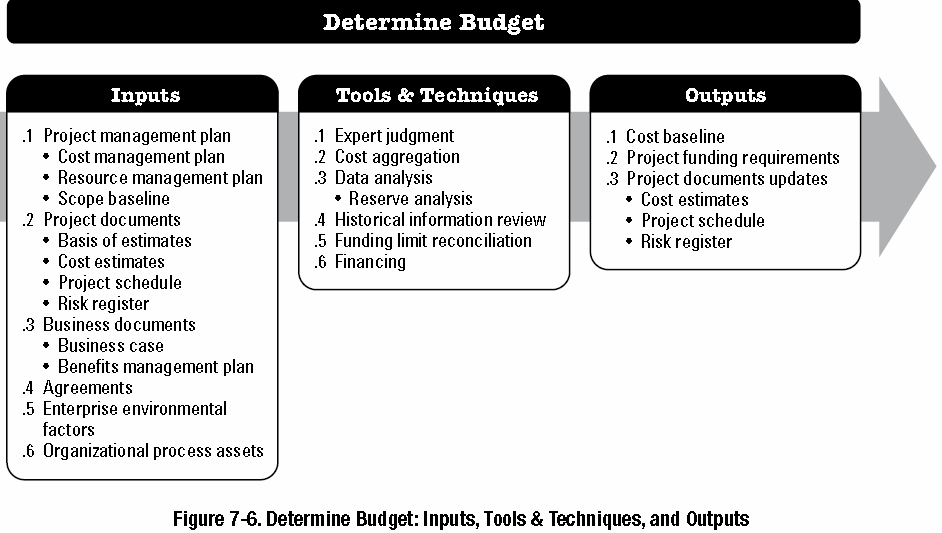 Determine Budget
Inputs
.1 Project management plan
• Cost management plan
• Resource management plan
• Scope baseline
.2 Project documents
• Basis of estimates
• Cost estimates
• Project schedule
• Risk register
.3 Business documents
• Business case
• Benefits management plan
.4 Agreements
.5 Enterprise environmental
factors
.6 Organizational process assets
Tools & Techniques
.1 Expert judgment
.2 Cost aggregation
.3 Data analysis
• Reserve analysis
.4 Historical information review
.5 Funding limit reconciliation
.6 Financing
Outputs
.1 Cost baseline
.2 Project funding requirements
.3 Project documents updates
• Cost estimates
• Project schedule
• Risk register
Figure 7-6. Determine Budget: Inputs, Tools & Techniques, and Outputs